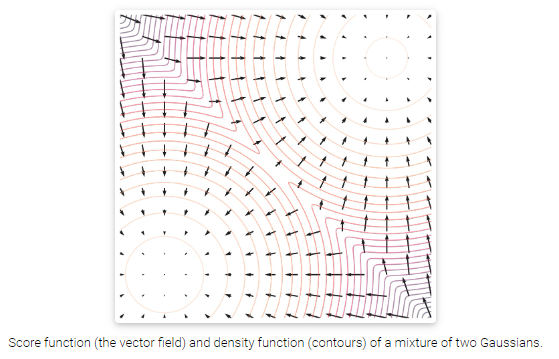 Score function (the vector field) and density function (contours) of a mixture of two Gaussians.